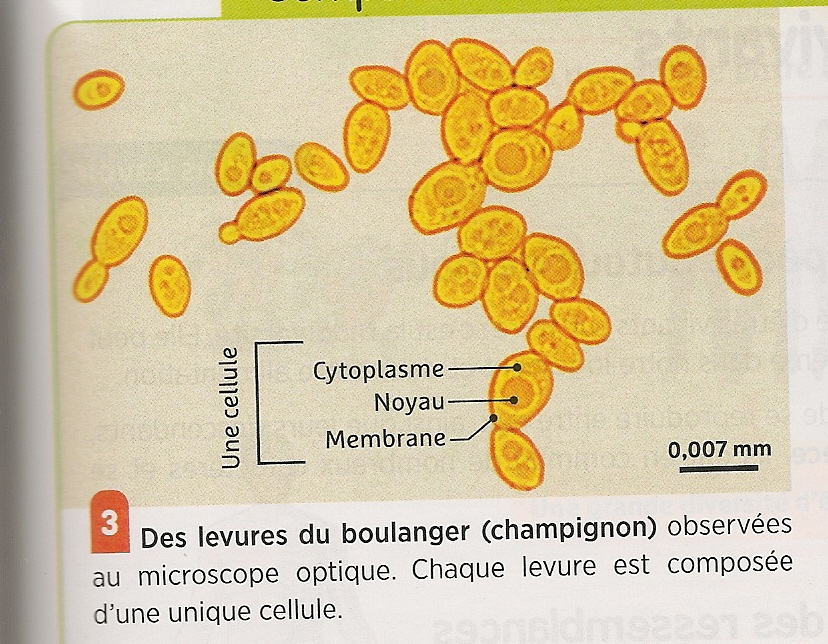 Une cellule
Cytoplasme
Noyau
Membrane
0,007 mm
3 Des levures du boulanger (champignon) observées
au microscope optique. Chaque levure est composée
d'une unique cellule.